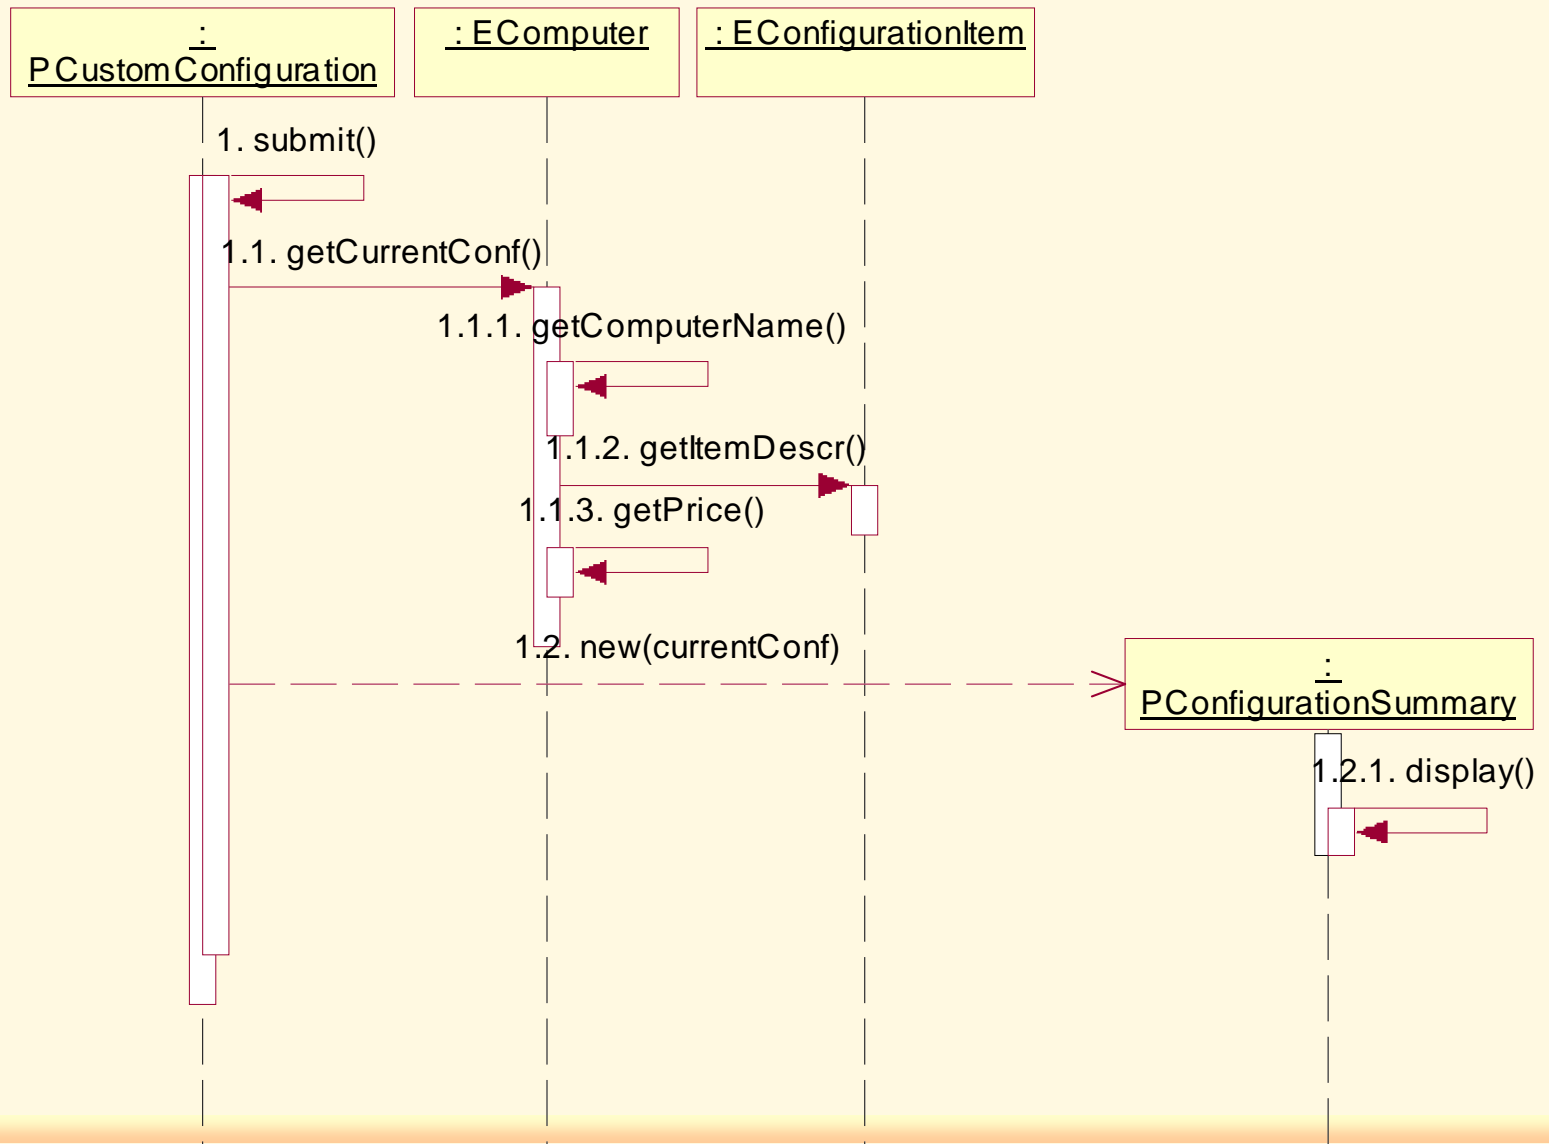 :
PCustomConfiguration
: EComputer
: EConfigurationItem
1. submit()
1.1. getCurrentConf()
1.1.1. getComputerName()
1.1.2. getItemDescr()
1.1.3. getPrice()
1.2. new(currentConf)
:
PConfigurationSummary
1.2.1. display()